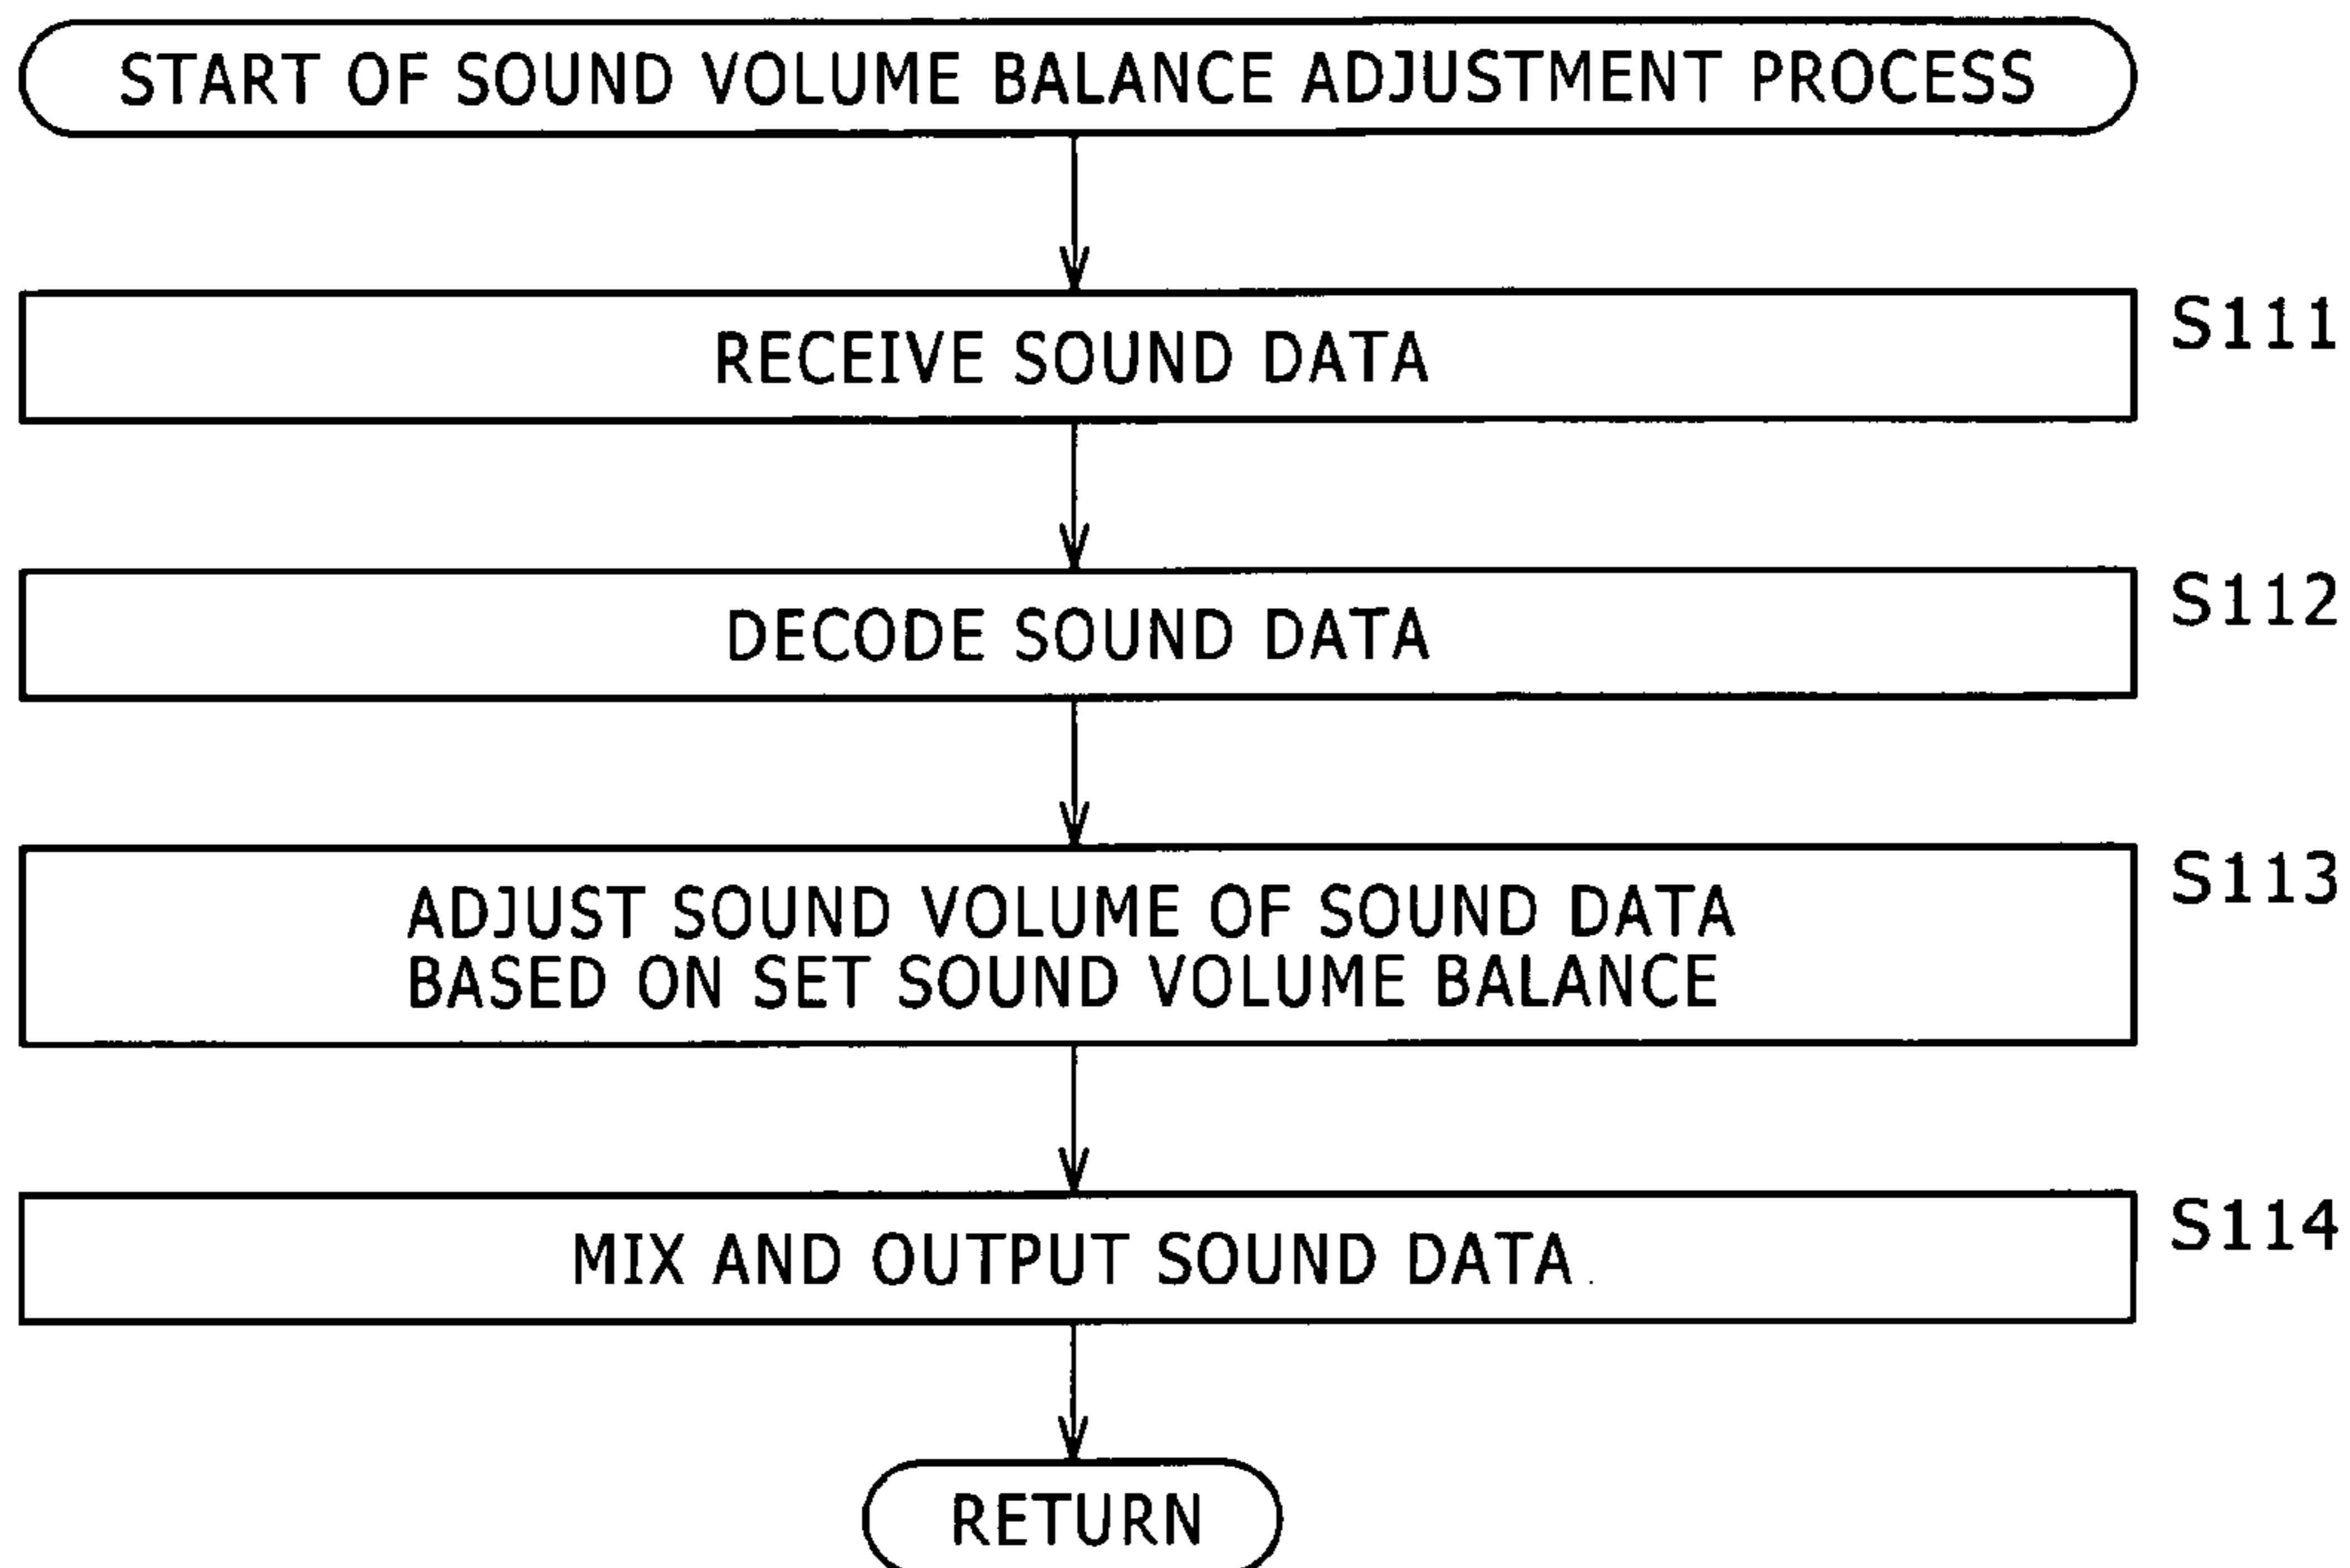 START OF SOUND VOLUME BALANCE ADJUSTMENT PROCESS
RECEIVE SOUND DATA
S111
DECODE SOUND DATA
S112
ADJUST SOUND VOLUME OF SOUND DATA
BASED ON SET SOUND VOLUME BALANCE
S113
MIX AND OUTPUT SOUND DATA
S114
RETURN